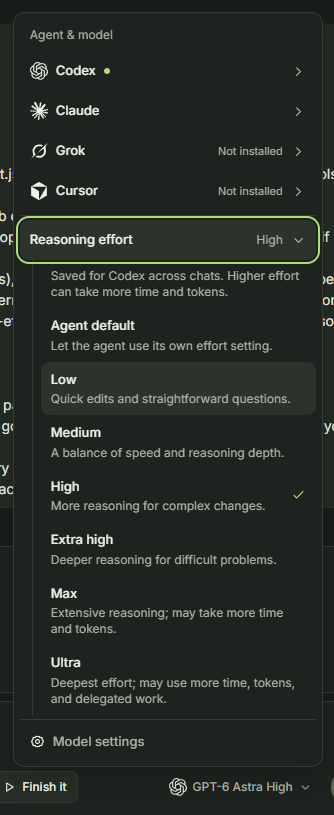 Agent & model
Codex
Claude
Grok Not installed
Cursor Not installed
Reasoning effort High
Saved for Codex across chats. Higher effort
can take more time and tokens.
Agent default
Let the agent use its own effort setting.
Low
Quick edits and straightforward questions.
Medium
A balance of speed and reasoning depth.
High
More reasoning for complex changes.
Extra high
Deeper reasoning for difficult problems.
Max
Extensive reasoning; may take more time
and tokens.
Ultra
Deepest effort; may use more time, tokens,
and delegated work.
Model settings
Finish it GPT-6 Astra High